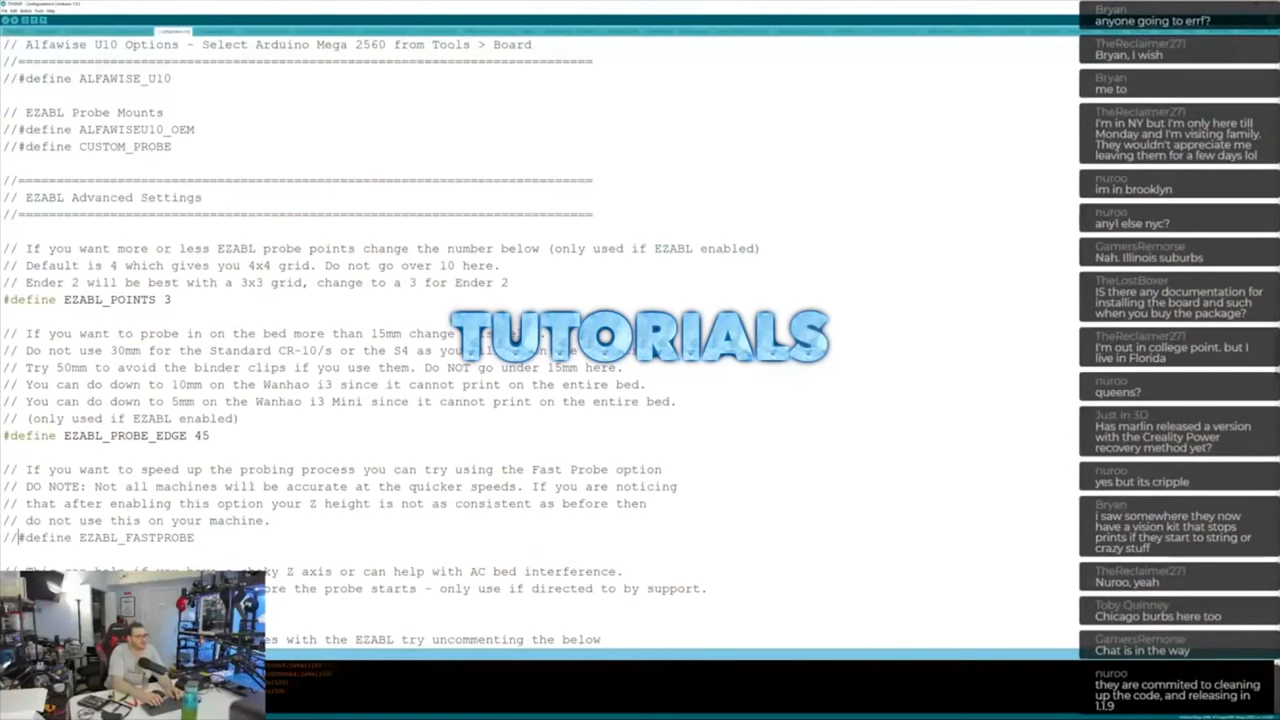 // Alfawise U10 Options - Select Arduino Mega 2560 from Tools > Board
//===========================================================================
//#define ALFAWISE_U10
// EZABL Probe Mounts
//#define ALFAWISEU10_OEM
//#define CUSTOM_PROBE
//===========================================================================
// EZABL Advanced Settings
//===========================================================================
// If you want more or less EZABL probe points change the number below (only used if EZABL enabled)
// Default is 4 which gives you 4x4 grid. Do not go over 10 here.
// Ender 2 will be best with a 3x3 grid, change to a 3 for Ender 2
#define EZABL_POINTS 3
// If you want to probe in on the bed more than 15mm change
// Do not use 30mm for the Standard CR-10/s or the S4 as
// Try 50mm to avoid the binder clips if you use them. Do NOT go under 15mm here.
// You can do down to 10mm on the Wanhao i3 since it cannot print on the entire bed.
// You can do down to 5mm on the Wanhao i3 Mini since it cannot print on the entire bed.
// (only used if EZABL enabled)
#define EZABL_PROBE_EDGE 45
// If you want to speed up the probing process you can try using the Fast Probe option
// DO NOTE: Not all machines will be accurate at the quicker speeds. If you are noticing
// that after enabling this option your Z height is not as consistent as before then
// do not use this on your machine.
//#define EZABL_FASTPROBE
Z axis or can help with AC bed interference.
the probe starts - only use if directed to by support.
with the EZABL try uncommenting the below
TUTORIALS
Bryan
anyone going to errf?
TheReclaimer271
Bryan, I wish
Bryan
me to
TheReclaimer271
I'm in NY but I'm only here till
Monday and I'm visiting family.
They wouldn't appreciate me
leaving them for a few days lol
nuroo
im in brooklyn
nuroo
any1 else nyc?
GamersRemorse
Nah. Illinois suburbs
TheLostBoxer
IS there any documentation for
installing the board and such
when you buy the package?
TheReclaimer271
I'm out in college point. but I
live in Florida
nuroo
queens?
Just in 3D
Has marlin released a version
with the Creality Power
recovery method yet?
nuroo
yes but its cripple
Bryan
i saw somewhere they now
have a vision kit that stops
prints if they start to string or
crazy stuff
TheReclaimer271
Nuroo, yeah
Toby Quinney
Chicago burbs here too
GamersRemorse
Chat is in the way
nuroo
they are commited to cleaning
up the code, and releasing in
1.1.9